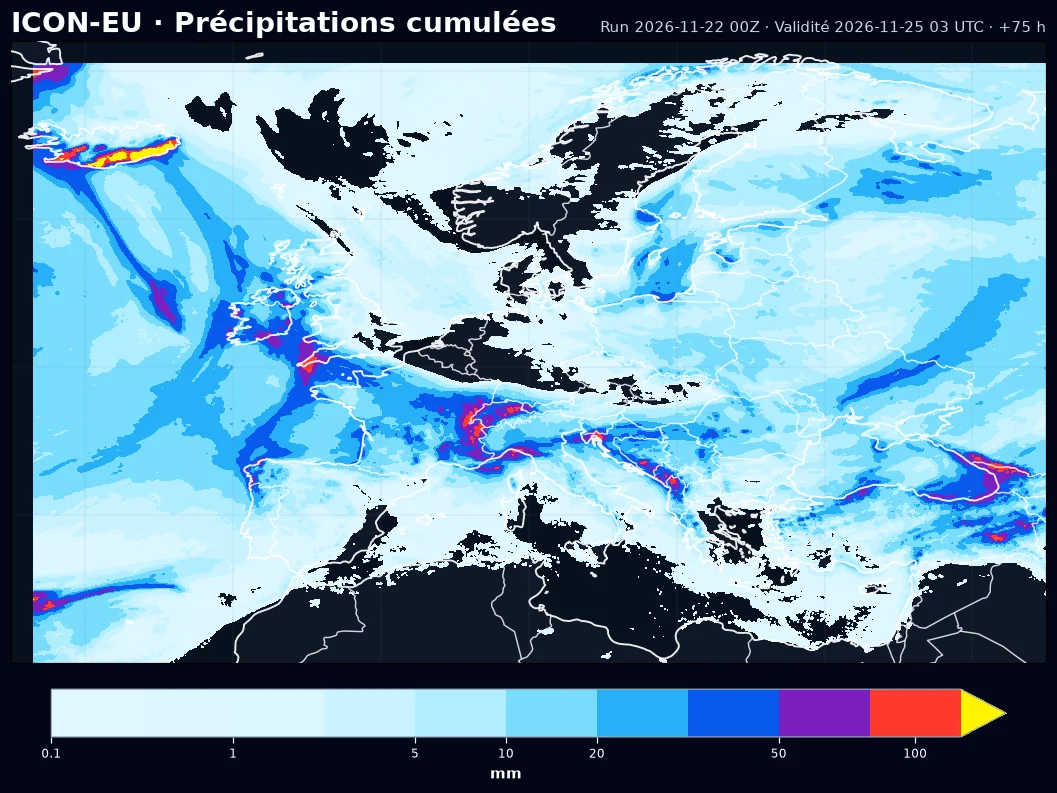 ICON-EU · Précipitations cumulées
Run 2026-11-22 00Z · Validité 2026-11-25 03 UTC · +75 h
0.1 1 5 10 20 50 100
mm